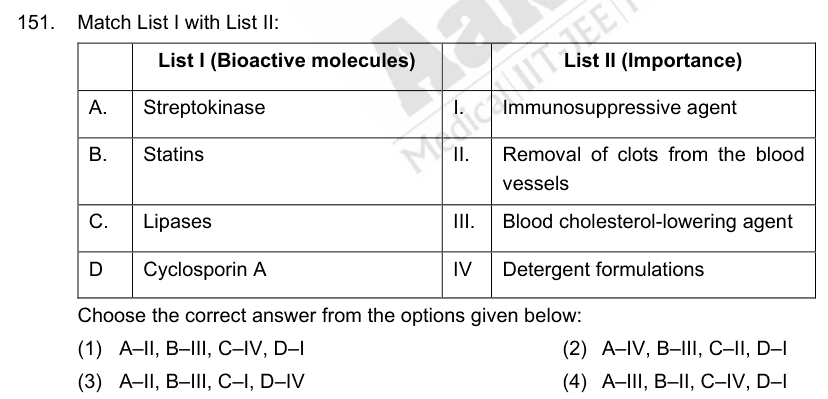 151. Match List I with List II:
List I (Bioactive molecules) List II (Importance)
A. Streptokinase I. Immunosuppressive agent
B. Statins II. Removal of clots from the blood
vessels
C. Lipases III. Blood cholesterol-lowering agent
D Cyclosporin A IV Detergent formulations
Choose the correct answer from the options given below:
(1) A–II, B–III, C–IV, D–I (2) A–IV, B–III, C–II, D–I
(3) A–II, B–III, C–I, D–IV (4) A–III, B–II, C–IV, D–I
Medical|IIT-JEE|